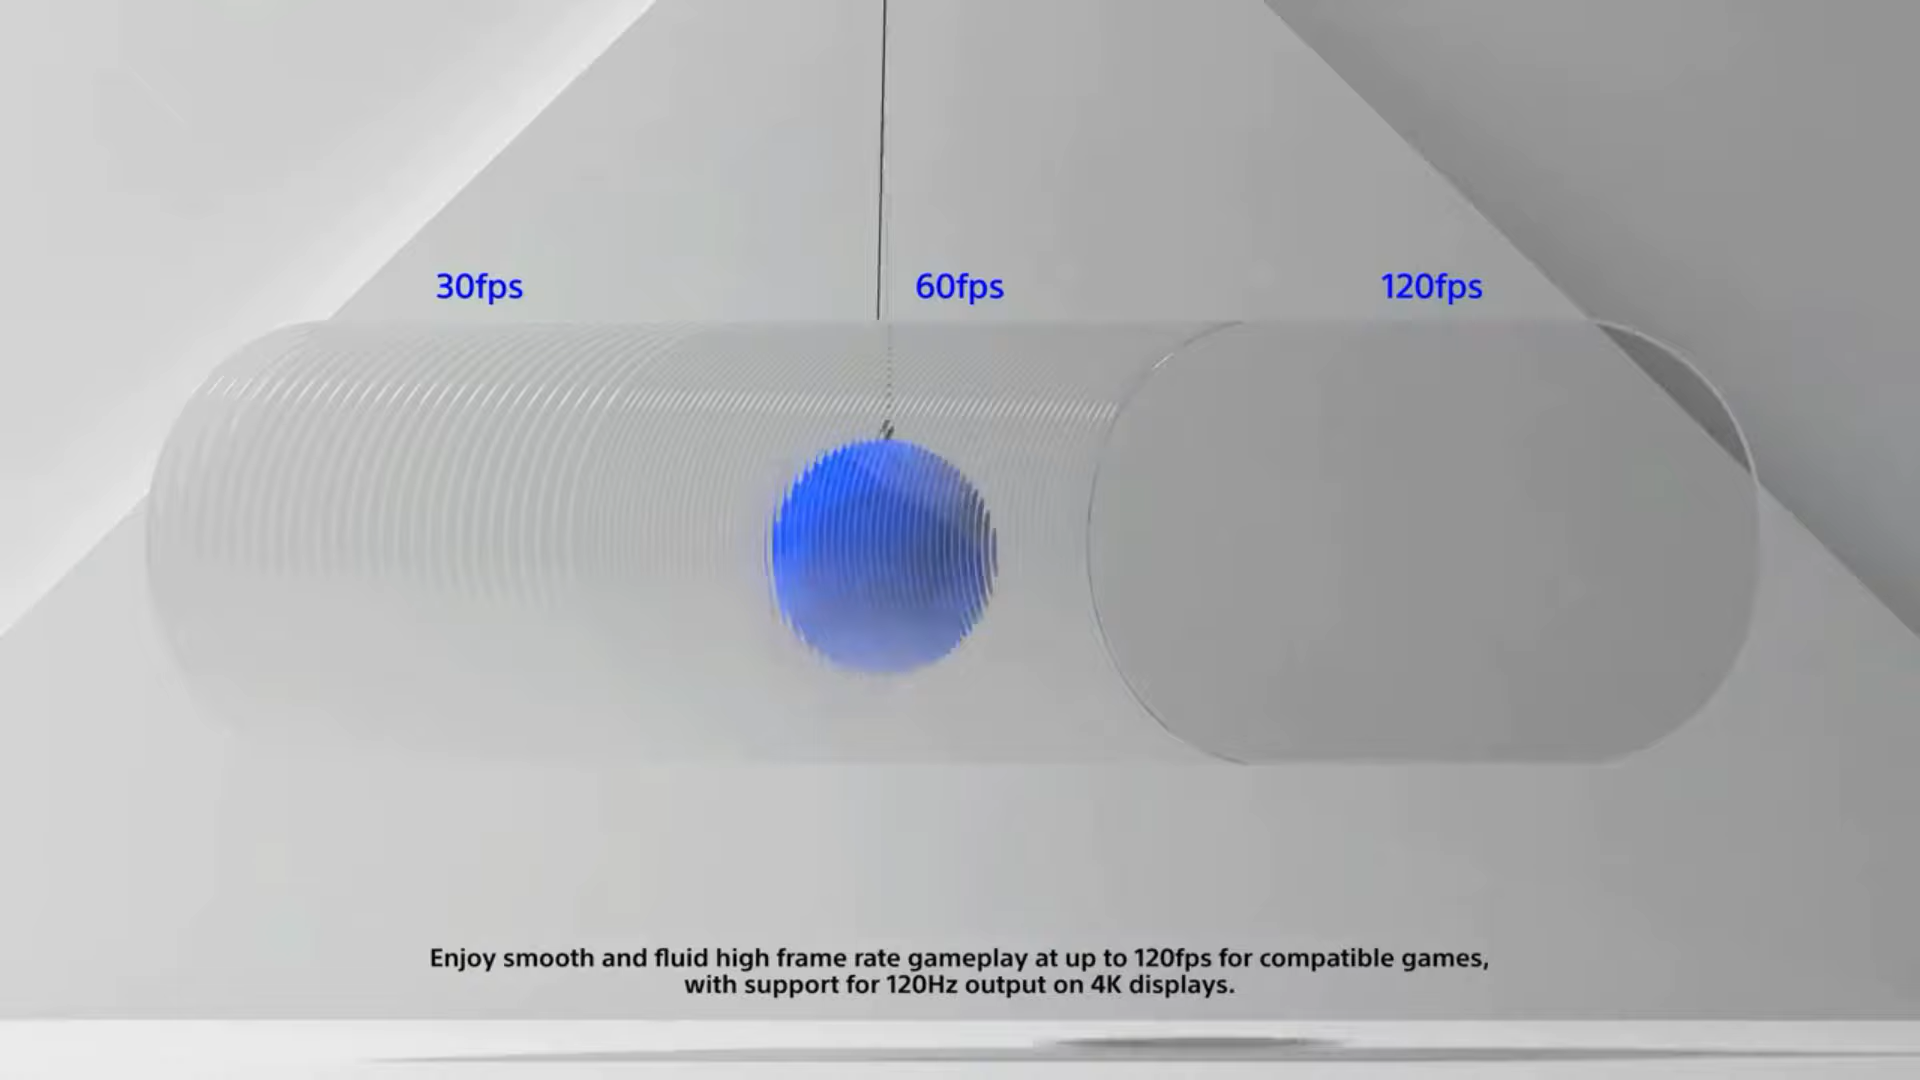 30fps
60fps
120fps
Enjoy smooth and fluid high frame rate gameplay at up to 120fps for compatible games,
with support for 120Hz output on 4K displays.